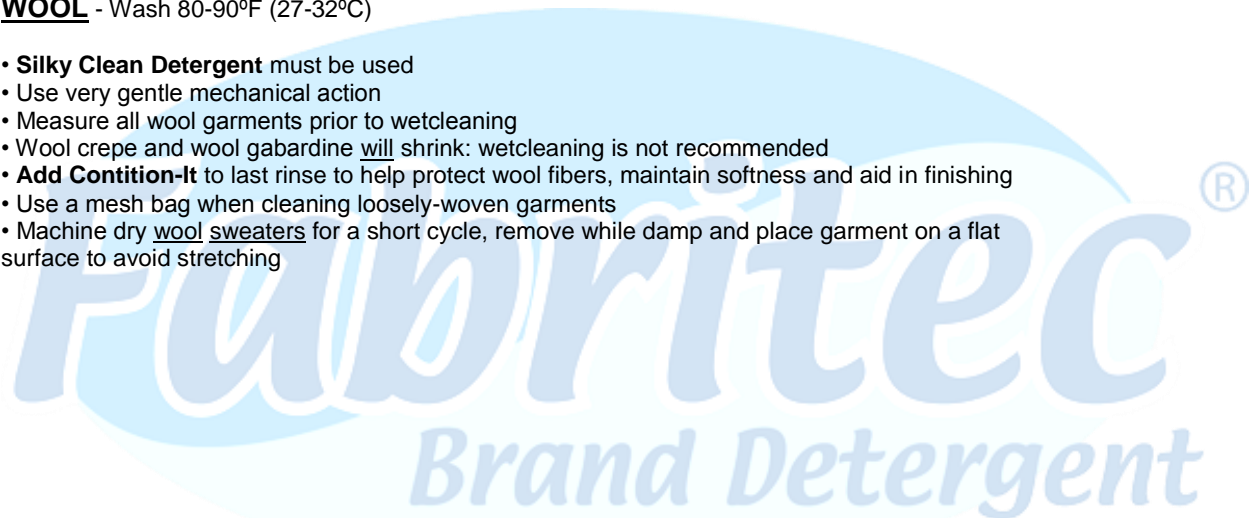 WOOL - Wash 80-90ºF (27-32ºC)
• Silky Clean Detergent must be used
• Use very gentle mechanical action
• Measure all wool garments prior to wetcleaning
• Wool crepe and wool gabardine will shrink: wetcleaning is not recommended
• Add Contition-It to last rinse to help protect wool fibers, maintain softness and aid in finishing
• Use a mesh bag when cleaning loosely-woven garments
• Machine dry wool sweaters for a short cycle, remove while damp and place garment on a flat
surface to avoid stretching
Fabritec®
Brand Detergent